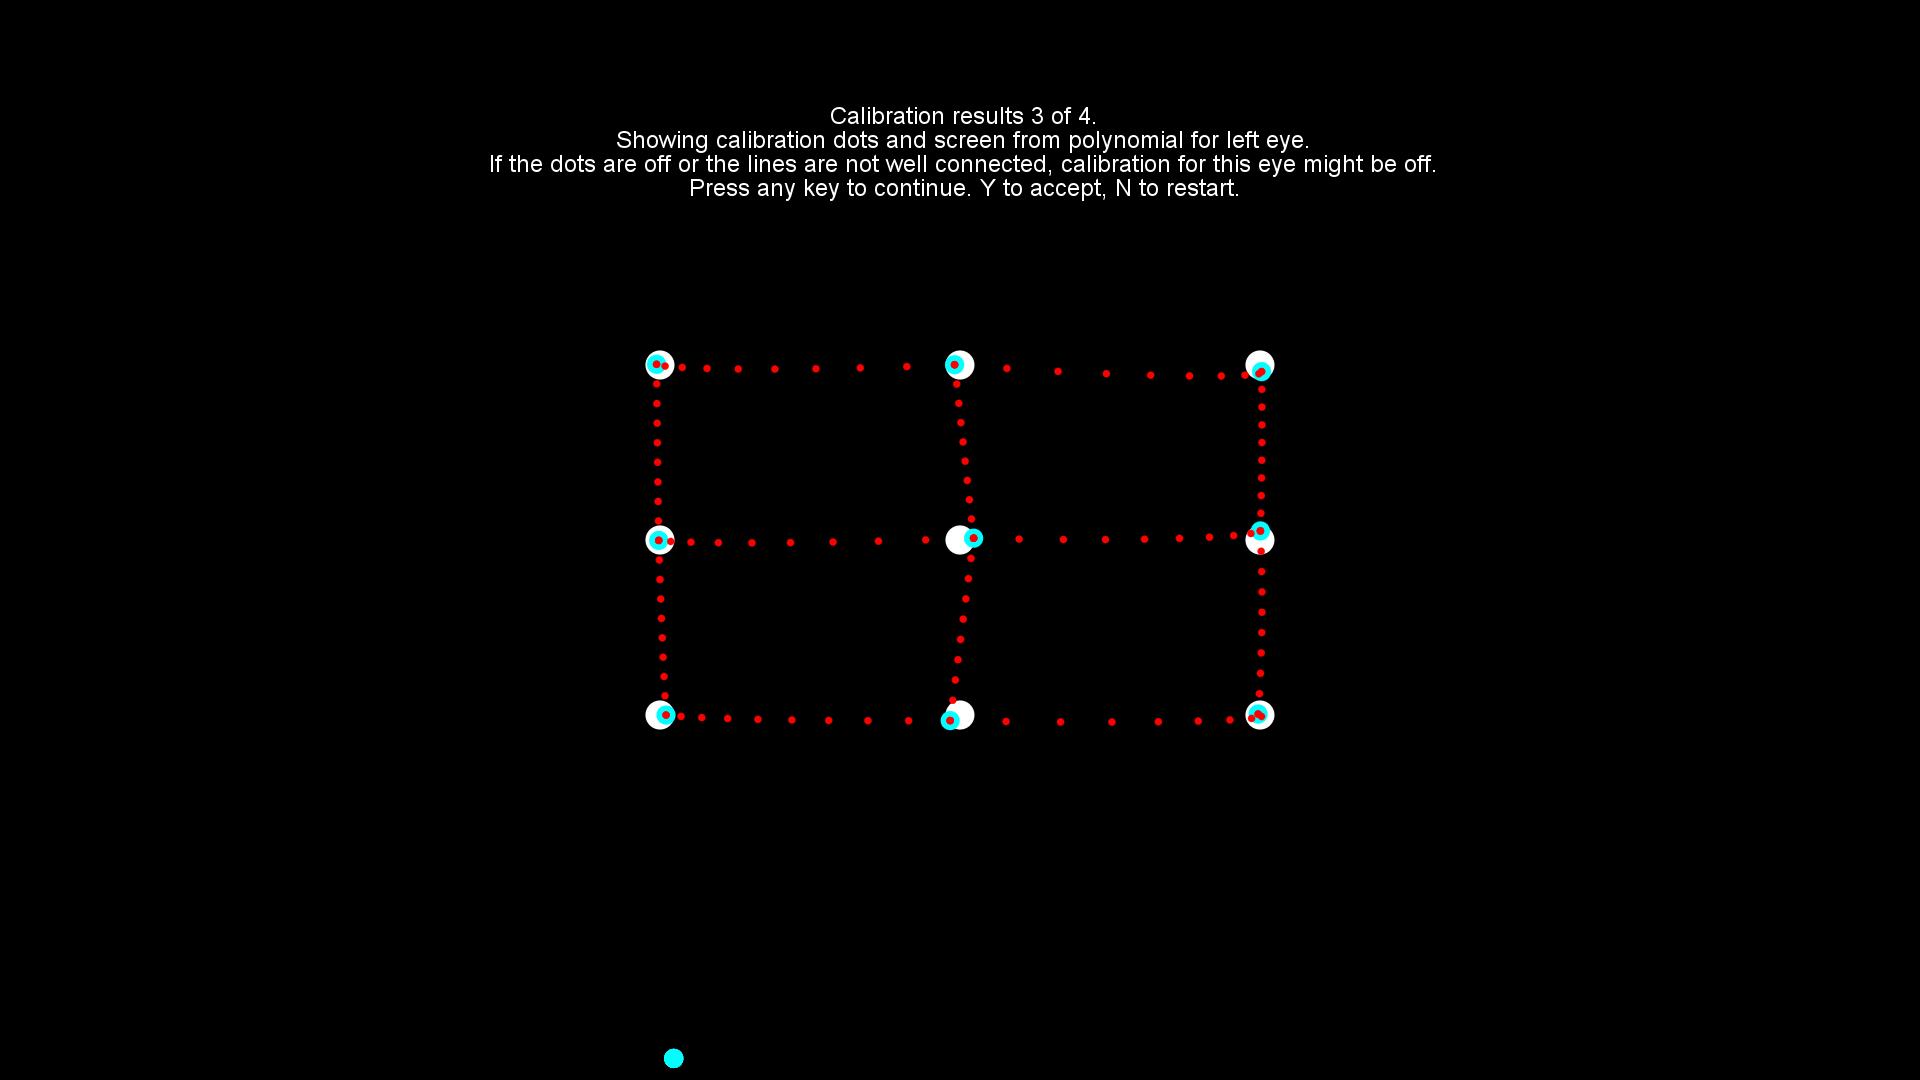 Calibration results 3 of 4.
Showing calibration dots and screen from polynomial for left eye.
If the dots are off or the lines are not well connected, calibration for this eye might be off.
Press any key to continue. Y to accept, N to restart.